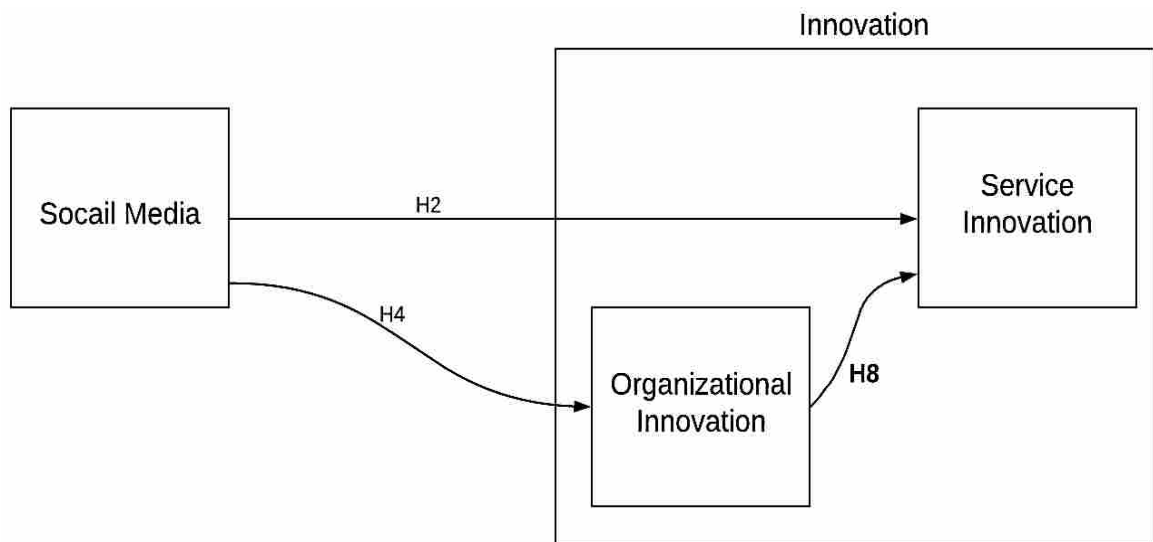 Innovation
Socail Media
H2
Service
Innovation
H4
Organizational
Innovation
H8